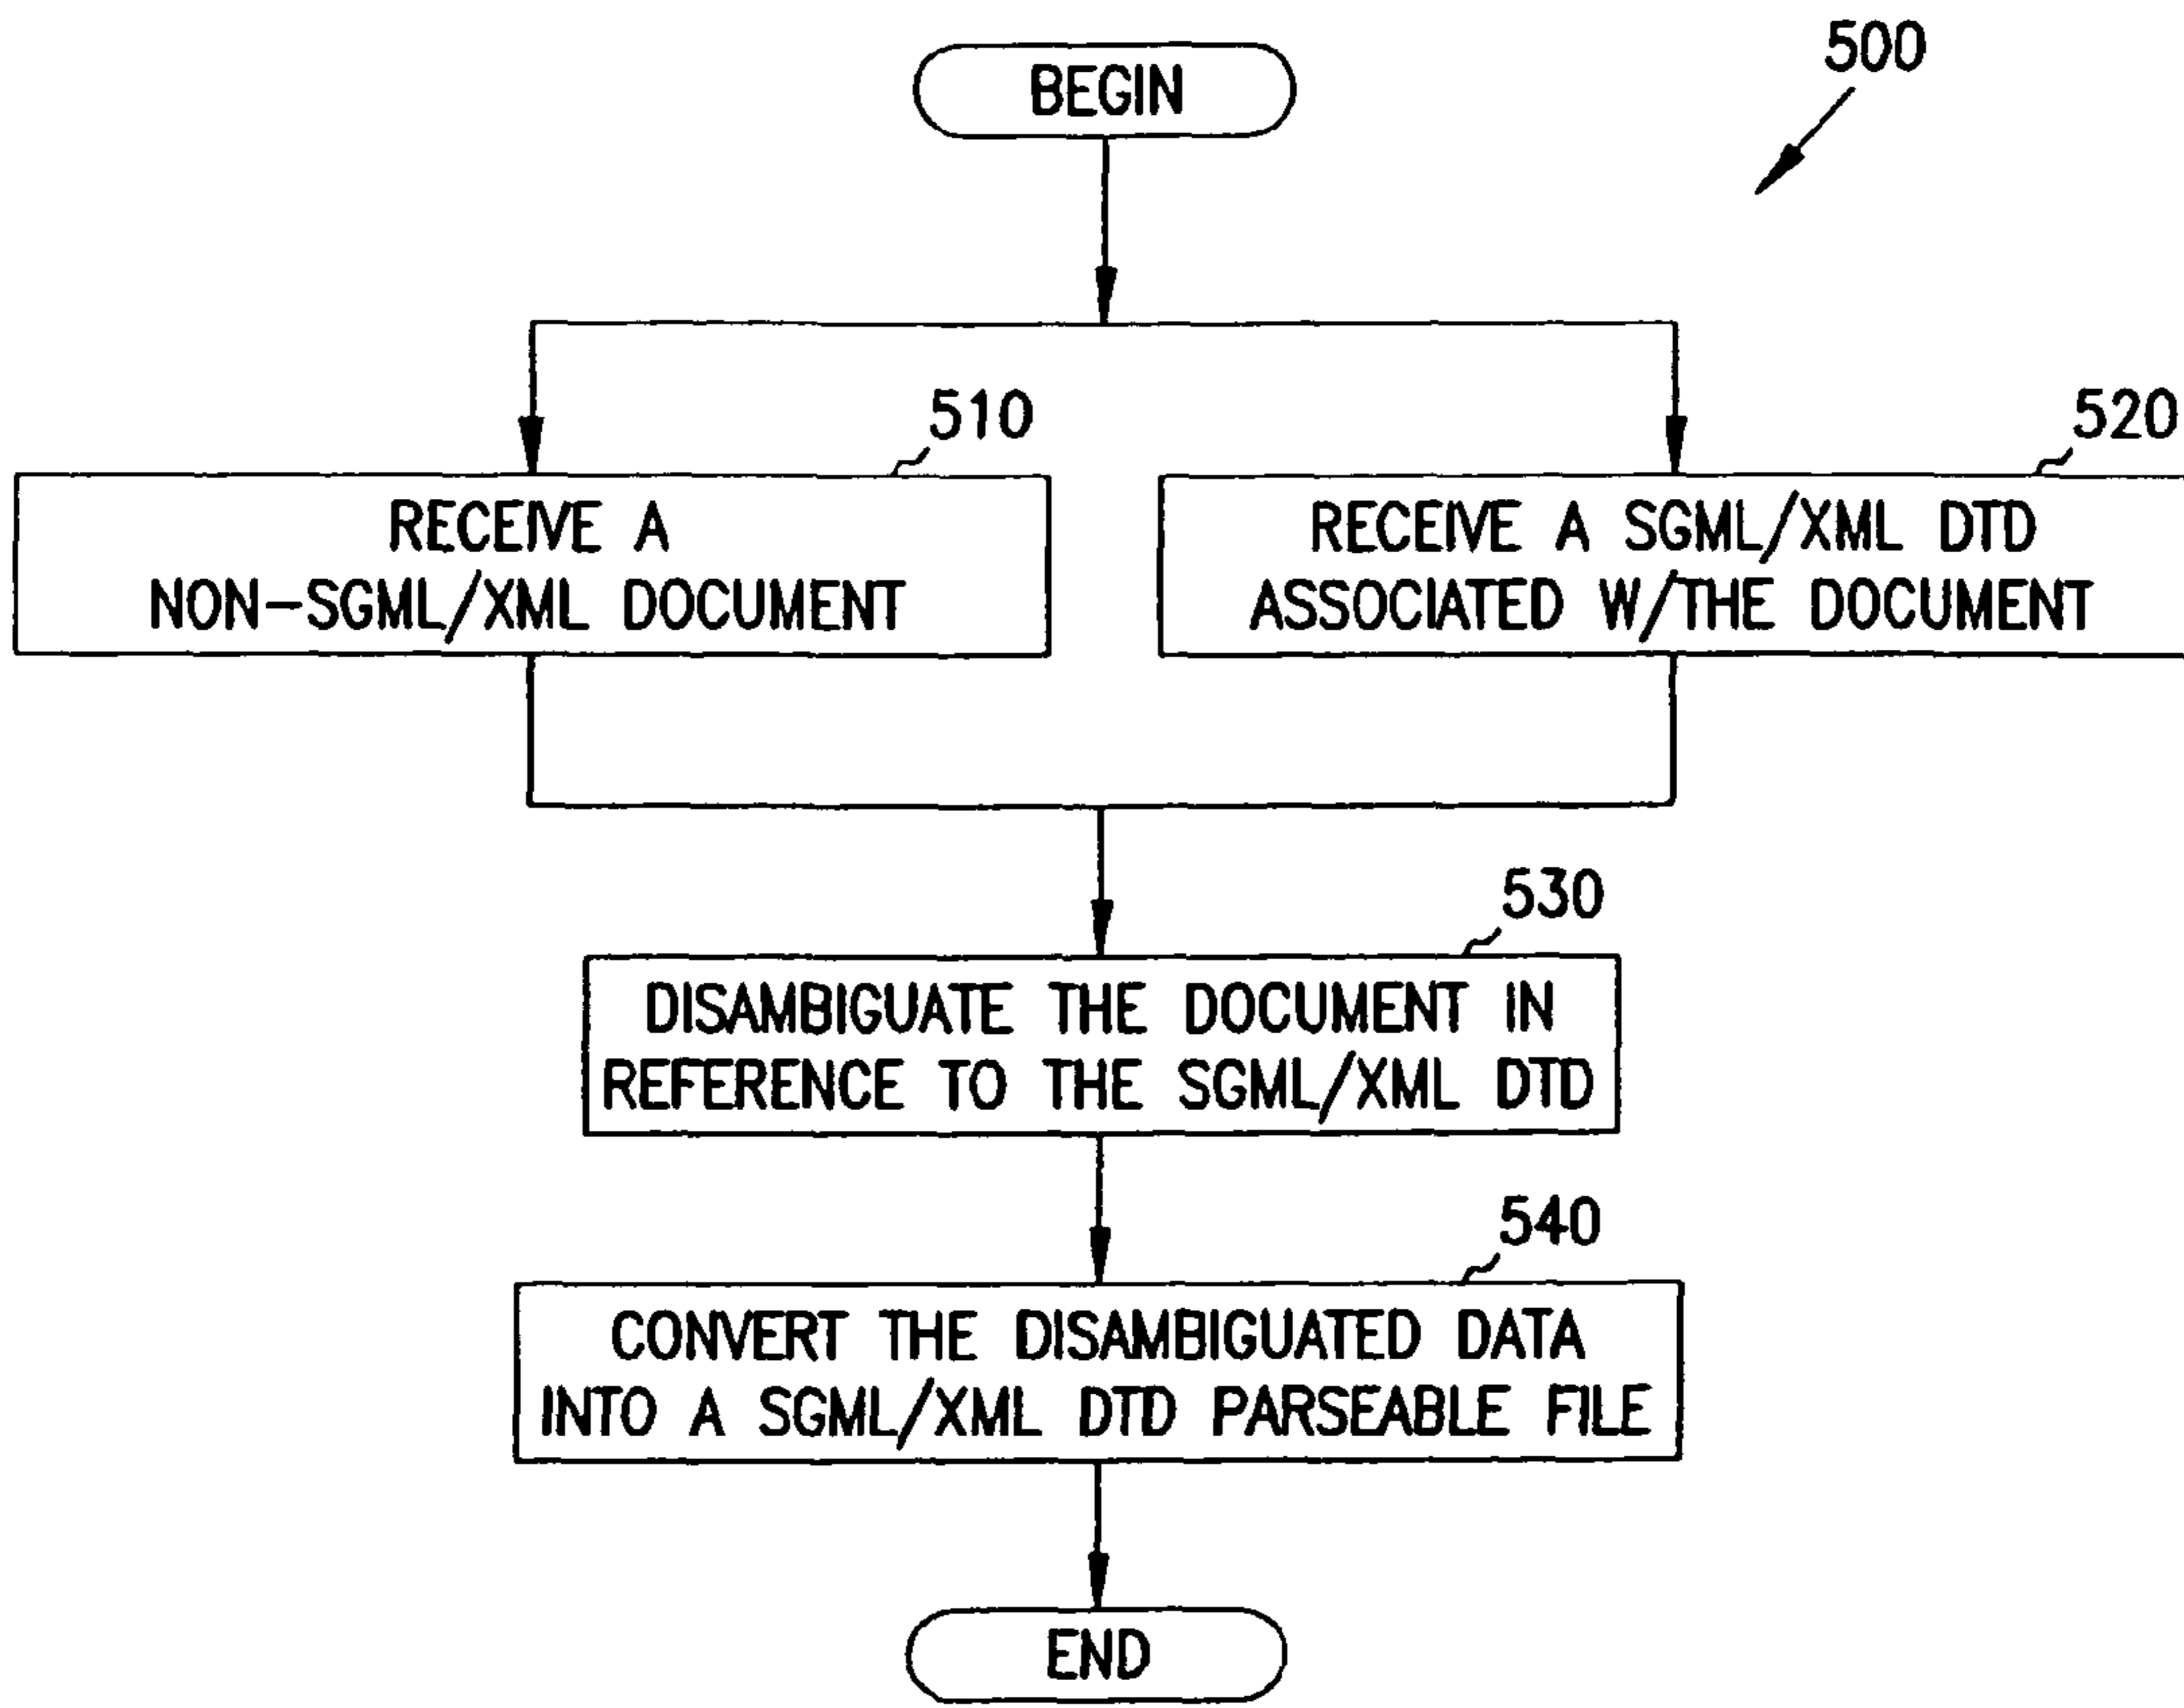 BEGIN
500
510
RECEIVE A
NON-SGML/XML DOCUMENT
520
RECEIVE A SGML/XML DTD
ASSOCIATED W/THE DOCUMENT
530
DISAMBIGUATE THE DOCUMENT IN
REFERENCE TO THE SGML/XML DTD
540
CONVERT THE DISAMBIGUATED DATA
INTO A SGML/XML DTD PARSEABLE FILE
END